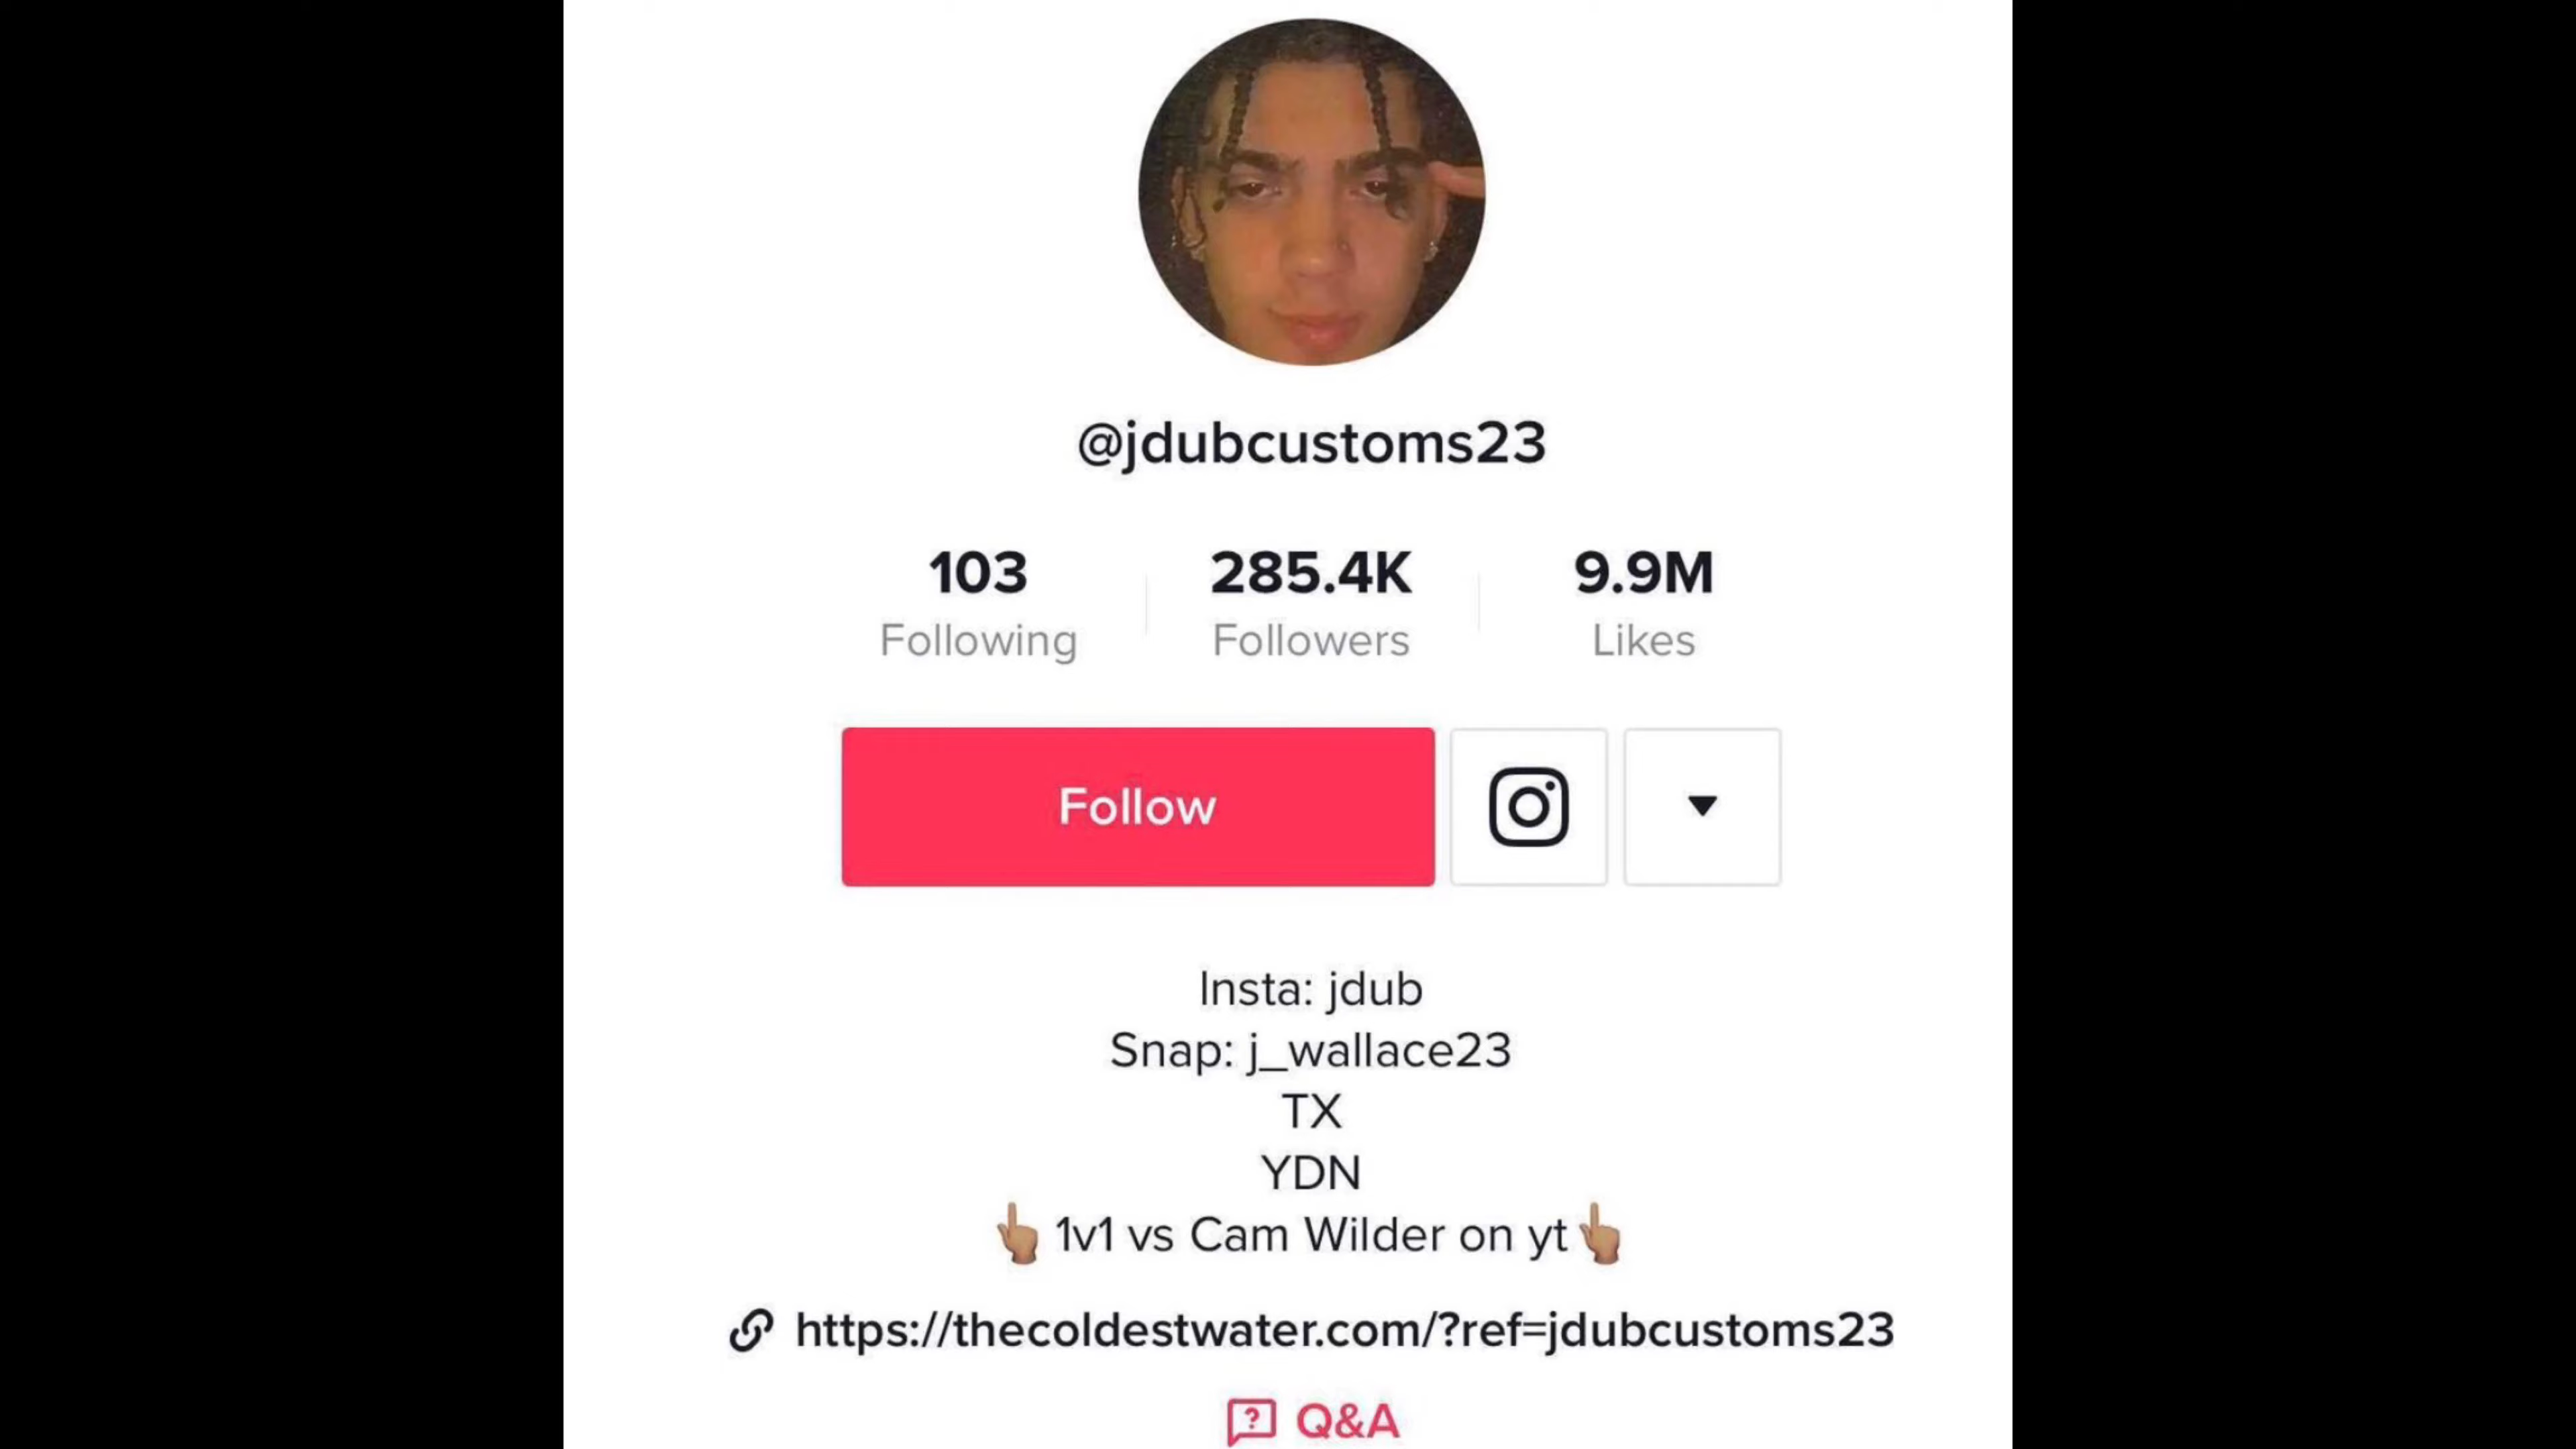 @jdubcustoms23
103 285.4K 9.9M
Following Followers Likes
Follow
Insta: jdub
Snap: j_wallace23
TX
YDN
👆🏽 1v1 vs Cam Wilder on yt👆🏽
https://thecoldestwater.com/?ref=jdubcustoms23
? Q&A